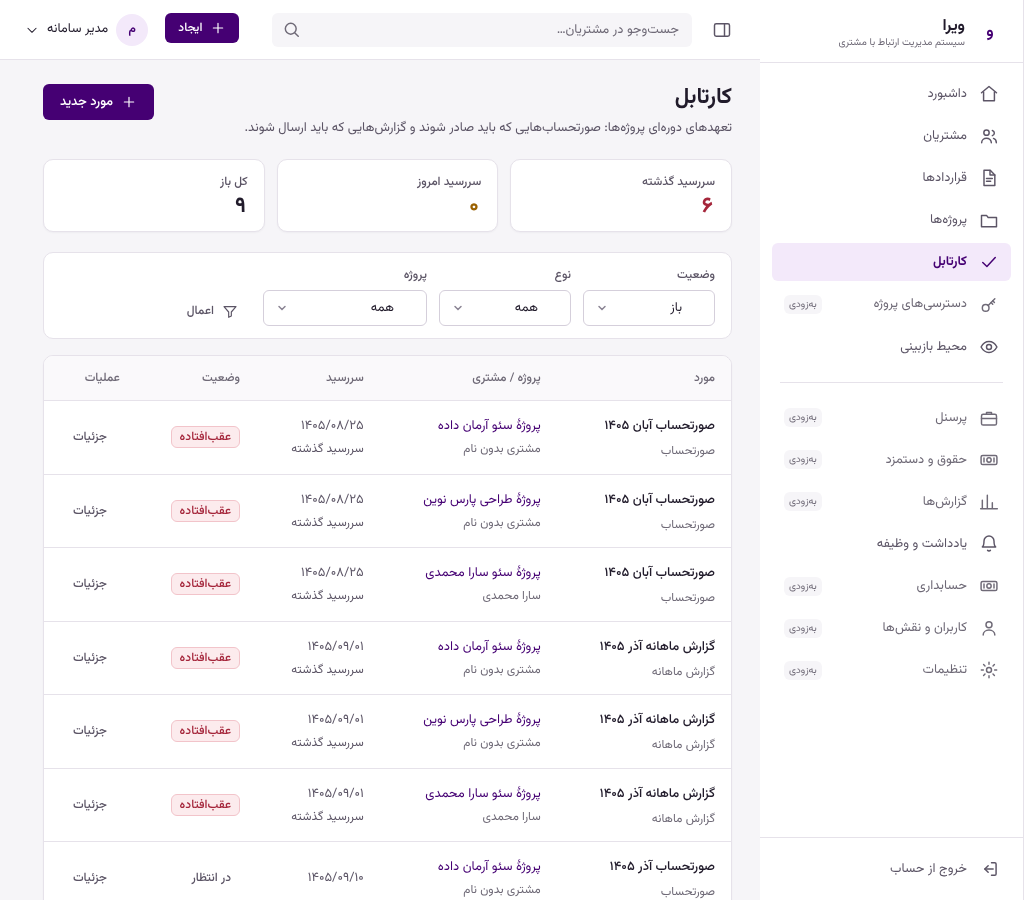 و
ویرا
سیستم مدیریت ارتباط با مشتری
داشبورد
مشتریان
قراردادها
پروژه‌ها
کارتابل
دسترسی‌های پروژه
به‌زودی
محیط بازبینی
پرسنل
به‌زودی
حقوق و دستمزد
به‌زودی
گزارش‌ها
به‌زودی
یادداشت و وظیفه
حسابداری
به‌زودی
کاربران و نقش‌ها
به‌زودی
تنظیمات
به‌زودی
خروج از حساب
جست‌وجو در مشتریان…
ایجاد
م
مدیر سامانه
کارتابل
تعهدهای دوره‌ای پروژه‌ها: صورتحساب‌هایی که باید صادر شوند و گزارش‌هایی که باید ارسال شوند.
مورد جدید
سررسید گذشته
۶
سررسید امروز
۰
کل باز
۹
وضعیت
باز
نوع
همه
پروژه
همه
اعمال
مورد پروژه / مشتری سررسید وضعیت عملیات
صورتحساب آبان ۱۴۰۵ پروژهٔ سئو آرمان داده ۱۴۰۵/۰۸/۲۵ عقب‌افتاده جزئیات
صورتحساب مشتری بدون نام سررسید گذشته
صورتحساب آبان ۱۴۰۵ پروژهٔ طراحی پارس نوین ۱۴۰۵/۰۸/۲۵ عقب‌افتاده جزئیات
صورتحساب مشتری بدون نام سررسید گذشته
صورتحساب آبان ۱۴۰۵ پروژهٔ سئو سارا محمدی ۱۴۰۵/۰۸/۲۵ عقب‌افتاده جزئیات
صورتحساب سارا محمدی سررسید گذشته
گزارش ماهانه آذر ۱۴۰۵ پروژهٔ سئو آرمان داده ۱۴۰۵/۰۹/۰۱ عقب‌افتاده جزئیات
گزارش ماهانه مشتری بدون نام سررسید گذشته
گزارش ماهانه آذر ۱۴۰۵ پروژهٔ طراحی پارس نوین ۱۴۰۵/۰۹/۰۱ عقب‌افتاده جزئیات
گزارش ماهانه مشتری بدون نام سررسید گذشته
گزارش ماهانه آذر ۱۴۰۵ پروژهٔ سئو سارا محمدی ۱۴۰۵/۰۹/۰۱ عقب‌افتاده جزئیات
گزارش ماهانه سارا محمدی سررسید گذشته
صورتحساب آذر ۱۴۰۵ پروژهٔ سئو آرمان داده ۱۴۰۵/۰۹/۱۰ در انتظار جزئیات
صورتحساب مشتری بدون نام